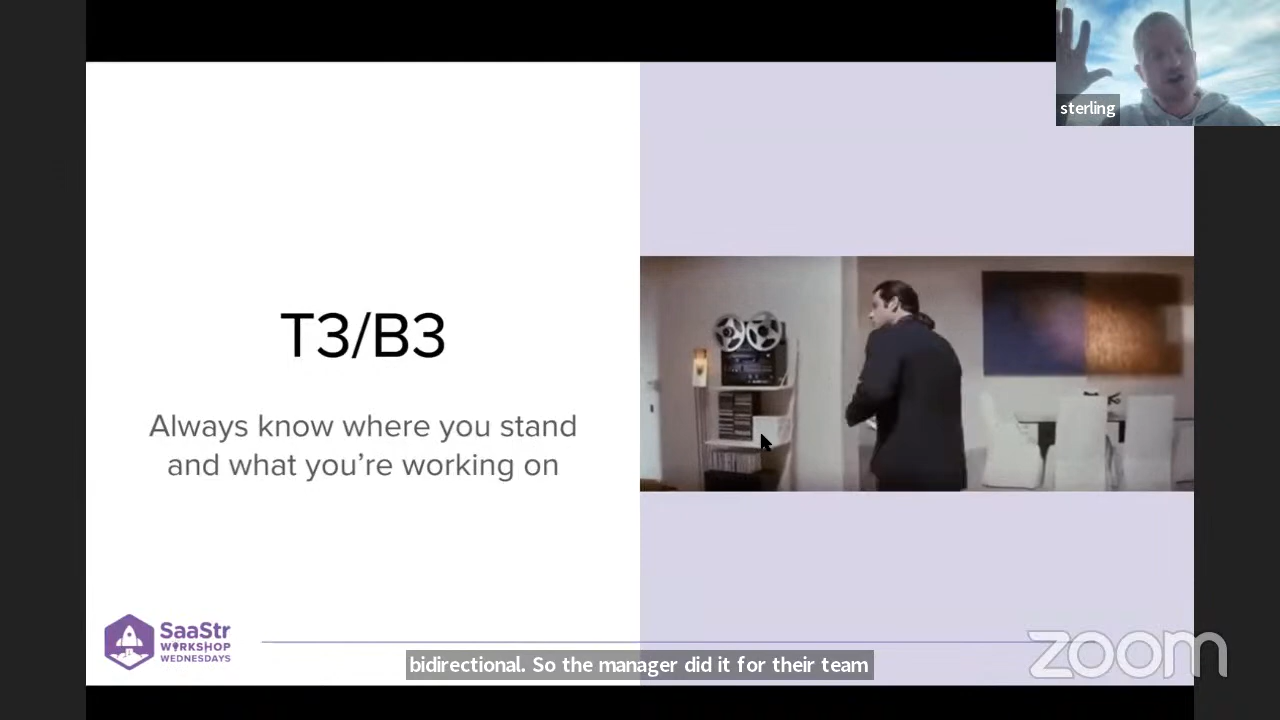 sterling
T3/B3
Always know where you stand
and what you're working on
SaaStr
WORKSHOP
WEDNESDAYS
bidirectional. So the manager did it for their team
zoom